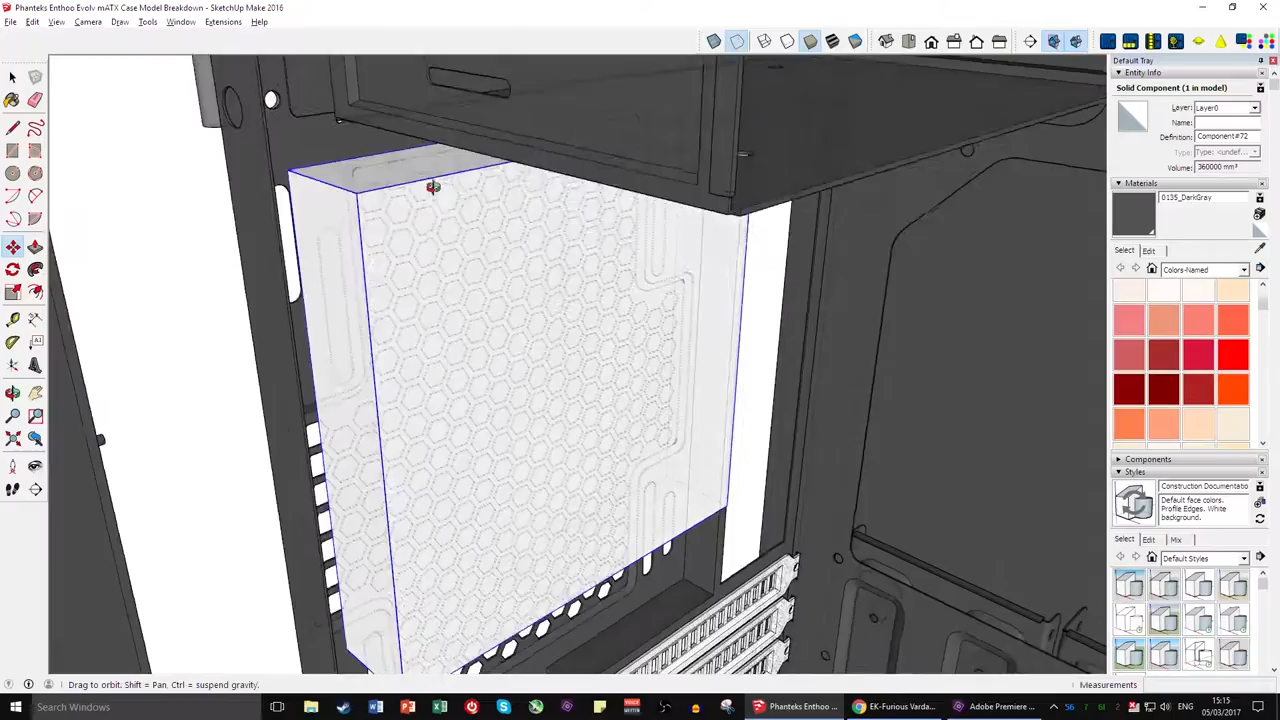 Phanteks Enthoo Evolv mATX Case Model Breakdown - SketchUp Make 2016
File Edit View Camera Draw Tools Window Extensions Help
Default Tray
Entity Info
Solid Component (1 in model)
Layer: Layer0
Name:
Definition: Component#72
Type: Type: <undef...
Volume: 360000 mm³
Materials
0135_DarkGray
Select Edit
Colors-Named
Components
Styles
Construction Documentatio
Default face colors.
Profile Edges. White
background.
Select Edit Mix
Default Styles
Drag to orbit. Shift = Pan, Ctrl = suspend gravity.
Measurements
Search Windows
Phanteks Enthoo ...
EK-Furious Varda...
Adobe Premiere ...
ENG
15:15
05/03/2017